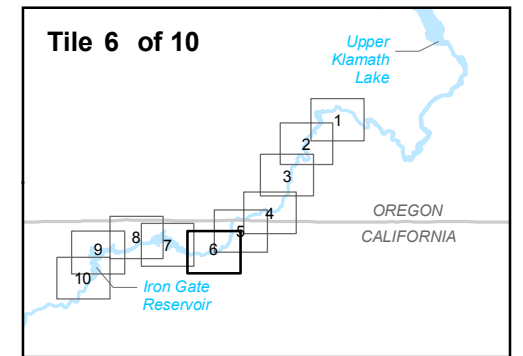 Tile 6 of 10
Upper
Klamath
Lake
1
2
3
4
5
6
7
8
9
10
OREGON
CALIFORNIA
Iron Gate
Reservoir